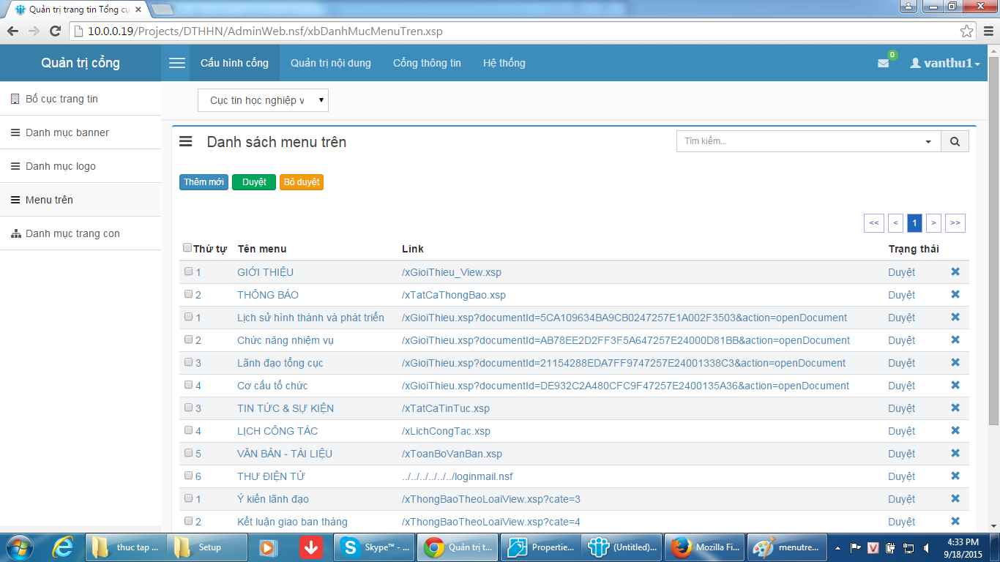 Quản trị trang tin Tổng cụ
10.0.0.19/Projects/DTHHN/AdminWeb.nsf/xbDanhMucMenuTren.xsp
Quản trị cổng
Cấu hình cổng Quản trị nội dung Cổng thông tin Hệ thống 0 vanthu1
Bố cục trang tin
Danh mục banner
Danh mục logo
Menu trên
Danh mục trang con
Cục tin học nghiệp v
Danh sách menu trên
Tìm kiếm...
Thêm mới Duyệt Bỏ duyệt
<< < 1 > >>
Thứ tự Tên menu Link Trạng thái
1 GIỚI THIỆU /xGioiThieu_View.xsp Duyệt
2 THÔNG BÁO /xTatCaThongBao.xsp Duyệt
1 Lịch sử hình thành và phát triển /xGioiThieu.xsp?documentId=5CA109634BA9CB0247257E1A002F3503&action=openDocument Duyệt
2 Chức năng nhiệm vụ /xGioiThieu.xsp?documentId=AB78EE2D2FF3F5A647257E24000D81BB&action=openDocument Duyệt
3 Lãnh đạo tổng cục /xGioiThieu.xsp?documentId=21154288EDA7FF9747257E24001338C3&action=openDocument Duyệt
4 Cơ cấu tổ chức /xGioiThieu.xsp?documentId=DE932C2A480CFC9F47257E2400135A36&action=openDocument Duyệt
3 TIN TỨC & SỰ KIỆN /xTatCaTinTuc.xsp Duyệt
4 LỊCH CÔNG TÁC /xLichCongTac.xsp Duyệt
5 VĂN BẢN - TÀI LIỆU /xToanBoVanBan.xsp Duyệt
6 THƯ ĐIỆN TỬ ../../../../../../loginmail.nsf Duyệt
1 Ý kiến lãnh đạo /xThongBaoTheoLoaiView.xsp?cate=3 Duyệt
2 Kết luận giao ban tháng /xThongBaoTheoLoaiView.xsp?cate=4 Duyệt
thuc tap ... Setup Skype™ - ... Quản trị t... Propertie... (Untitled)... Mozilla Fi... menutre... V 4:33 PM
9/18/2015